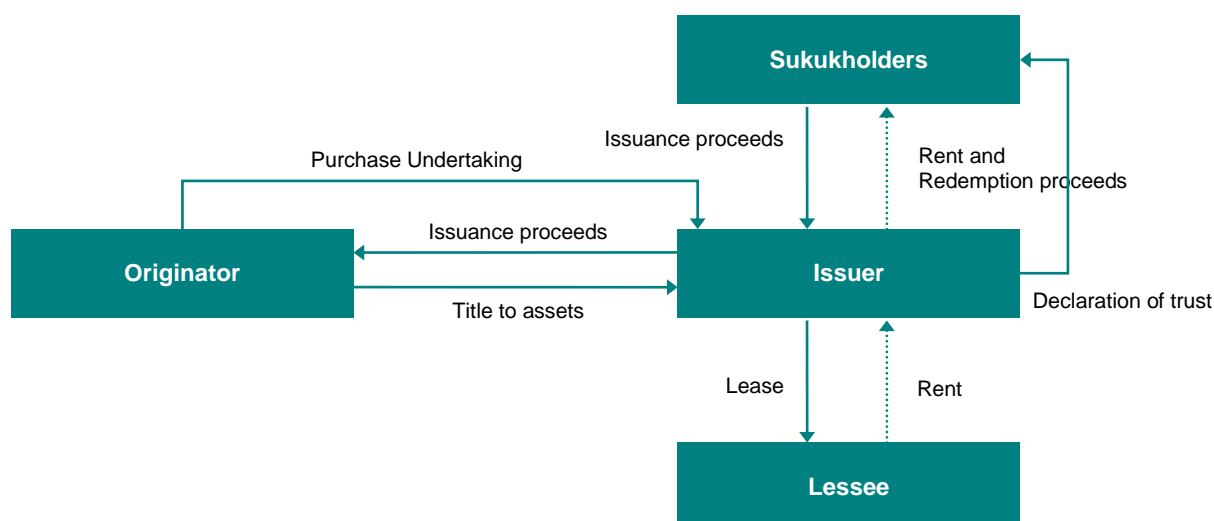 Sukukholders
Issuance proceeds
Rent and
Redemption proceeds
Purchase Undertaking
Issuance proceeds
Originator
Issuer
Title to assets
Declaration of trust
Lease
Rent
Lessee